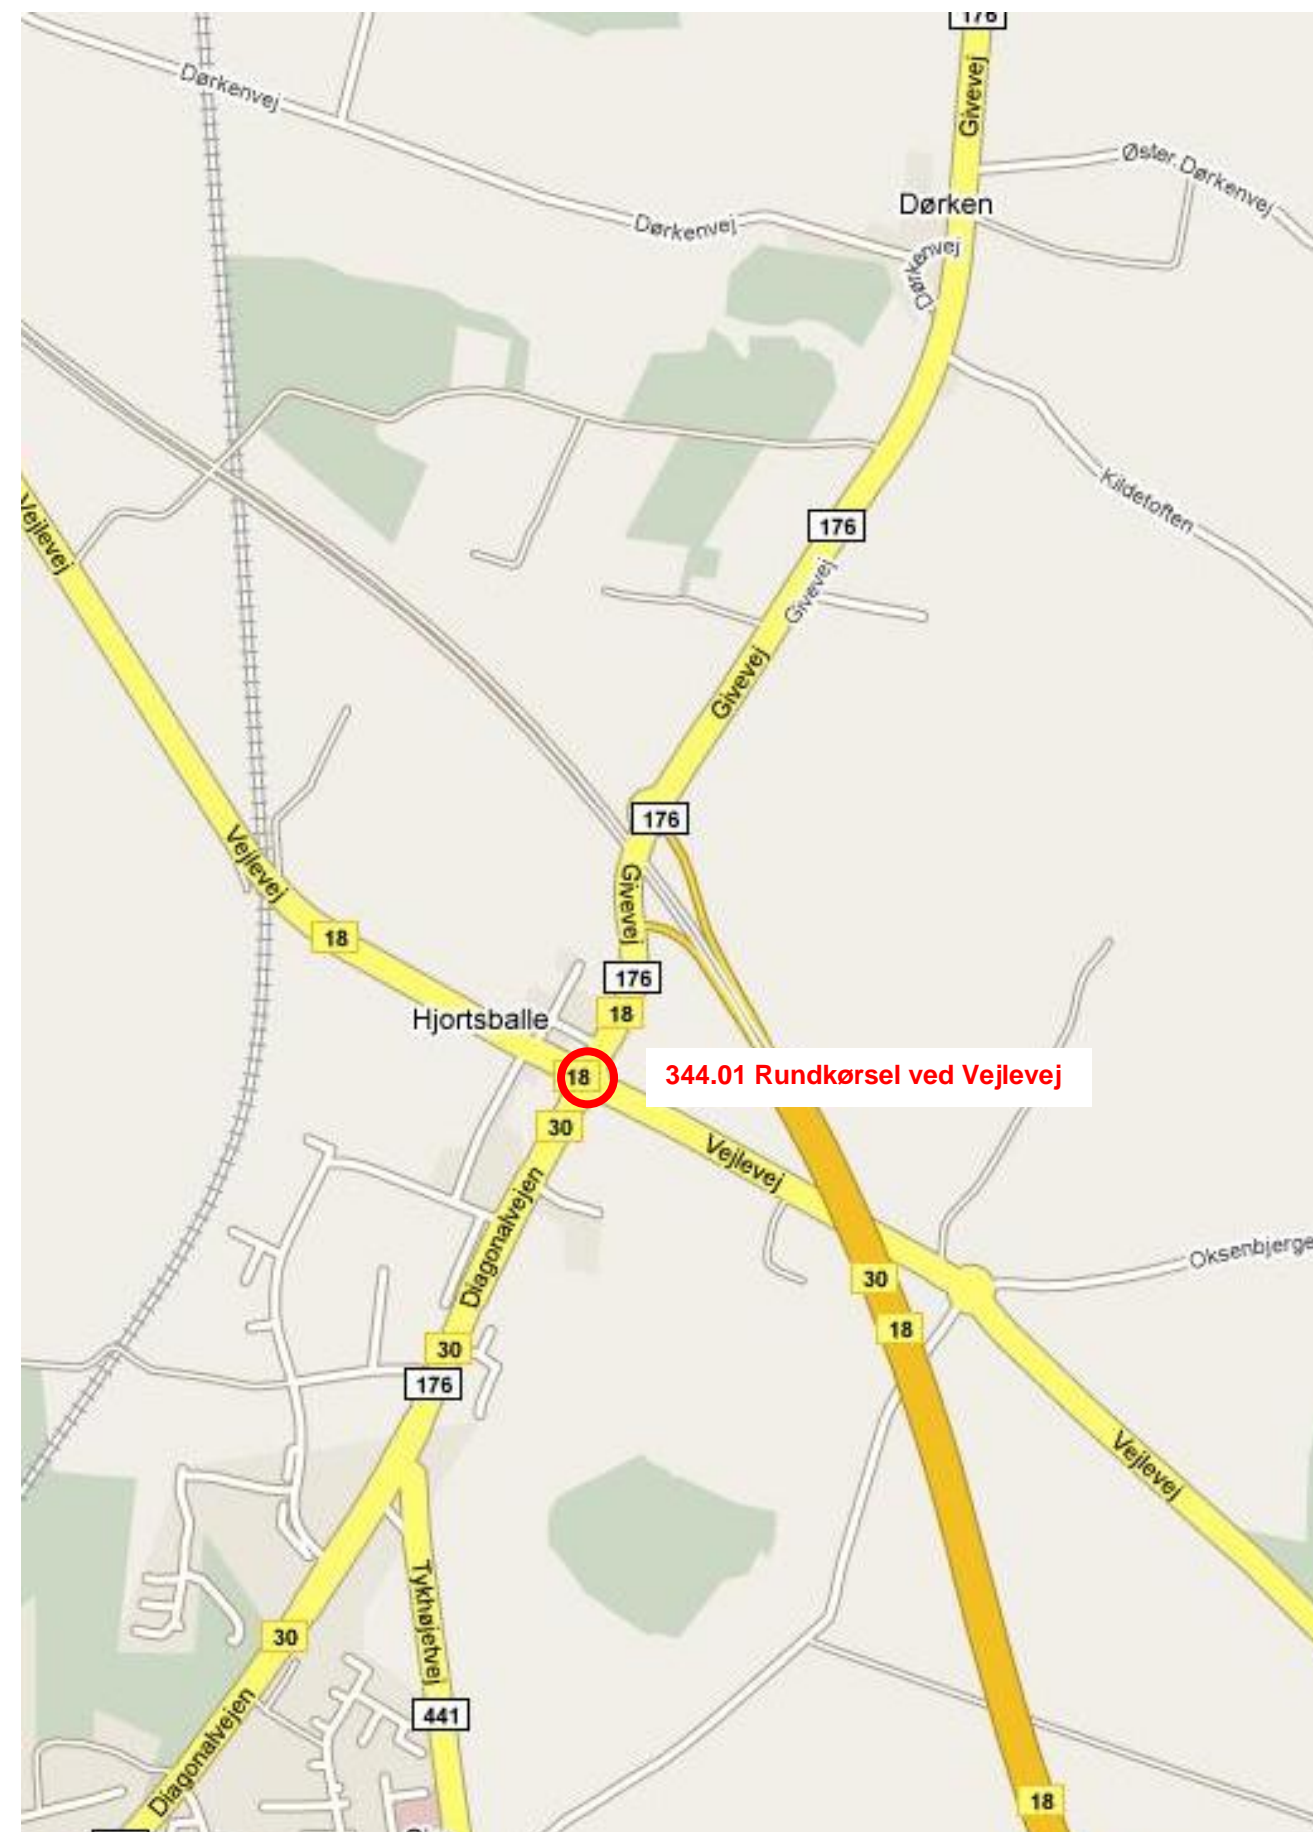 176
Givevej
Dørkenvej
Øster Dørkenvej
Dørken
Dørkenvej
Dørkenvej
Kildetoften
Vejlevej
176
Givevej
Givevej
176
Vejlevej
Givevej
18
176
18
Hjortsballe
18
344.01 Rundkørsel ved Vejlevej
30
Vejlevej
Diagonalvejen
Oksenbjerge
30
18
30
176
Vejlevej
Tykhøjetvej
30
Diagonalvejen
441
18